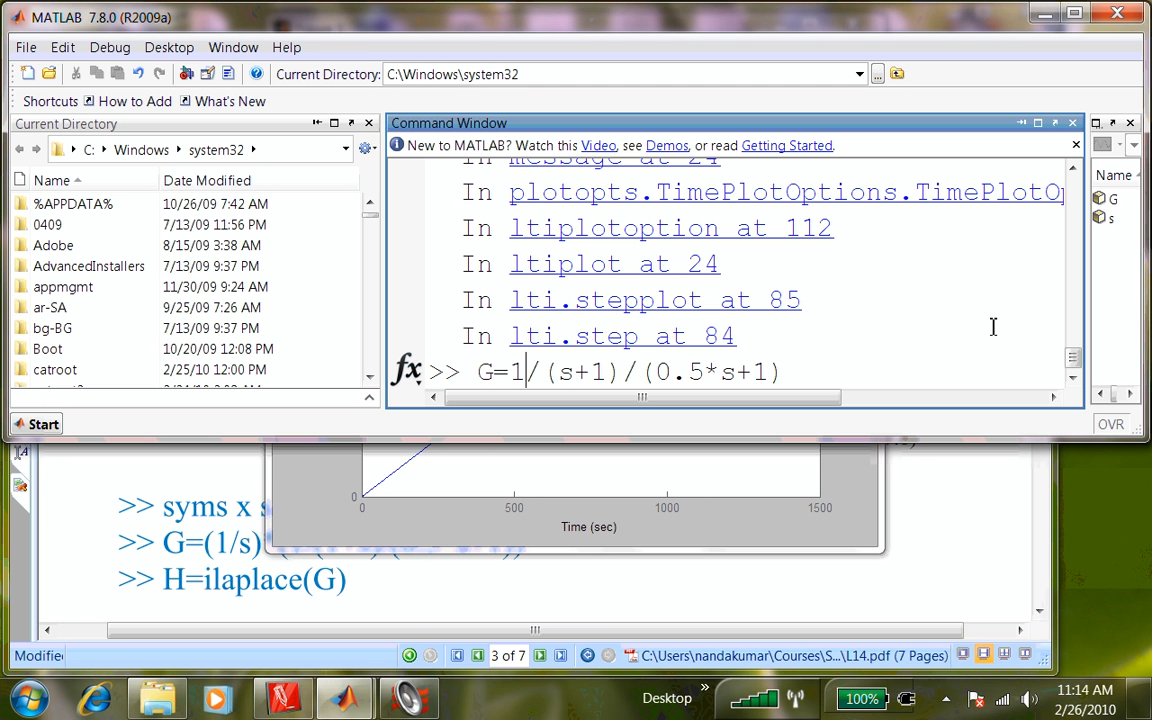 MATLAB 7.8.0 (R2009a)
File Edit Debug Desktop Window Help
Current Directory: C:\Windows\system32
Shortcuts How to Add What's New
Current Directory
C: Windows system32
Name Date Modified
%APPDATA% 10/26/09 7:42 AM
0409 7/13/09 11:56 PM
Adobe 8/15/09 3:38 AM
AdvancedInstallers 7/13/09 9:37 PM
appmgmt 11/30/09 9:24 AM
ar-SA 9/25/09 7:26 AM
bg-BG 7/13/09 9:37 PM
Boot 10/20/09 12:08 PM
catroot 2/25/10 12:00 PM
Command Window
New to MATLAB? Watch this Video, see Demos, or read Getting Started.
In message at 24
In plotopts.TimePlotOptions.TimePlotOp
In ltiplotoption at 112
In ltiplot at 24
In lti.stepplot at 85
In lti.step at 84
fx >> G=1/(s+1)/(0.5*s+1)
Name
G
s
Start
OVR
0
0 500 1000 1500
Time (sec)
>> syms x
>> G=(1/s)
>> H=ilaplace(G)
Modified
3 of 7
C:\Users\nandakumar\Courses\S...\L14.pdf (7 Pages)
Desktop »
100%
11:14 AM
2/26/2010